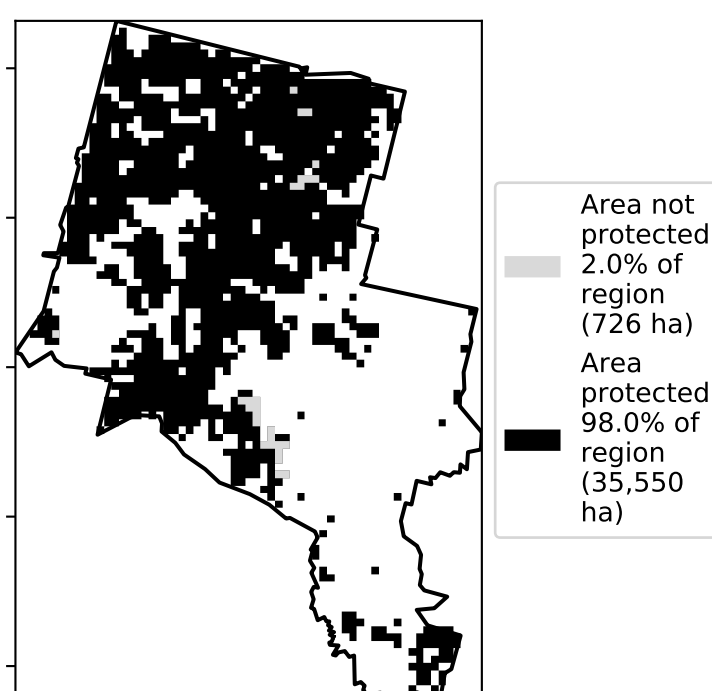 Area not
protected
2.0% of
region
(726 ha)
Area
protected
98.0% of
region
(35,550
ha)